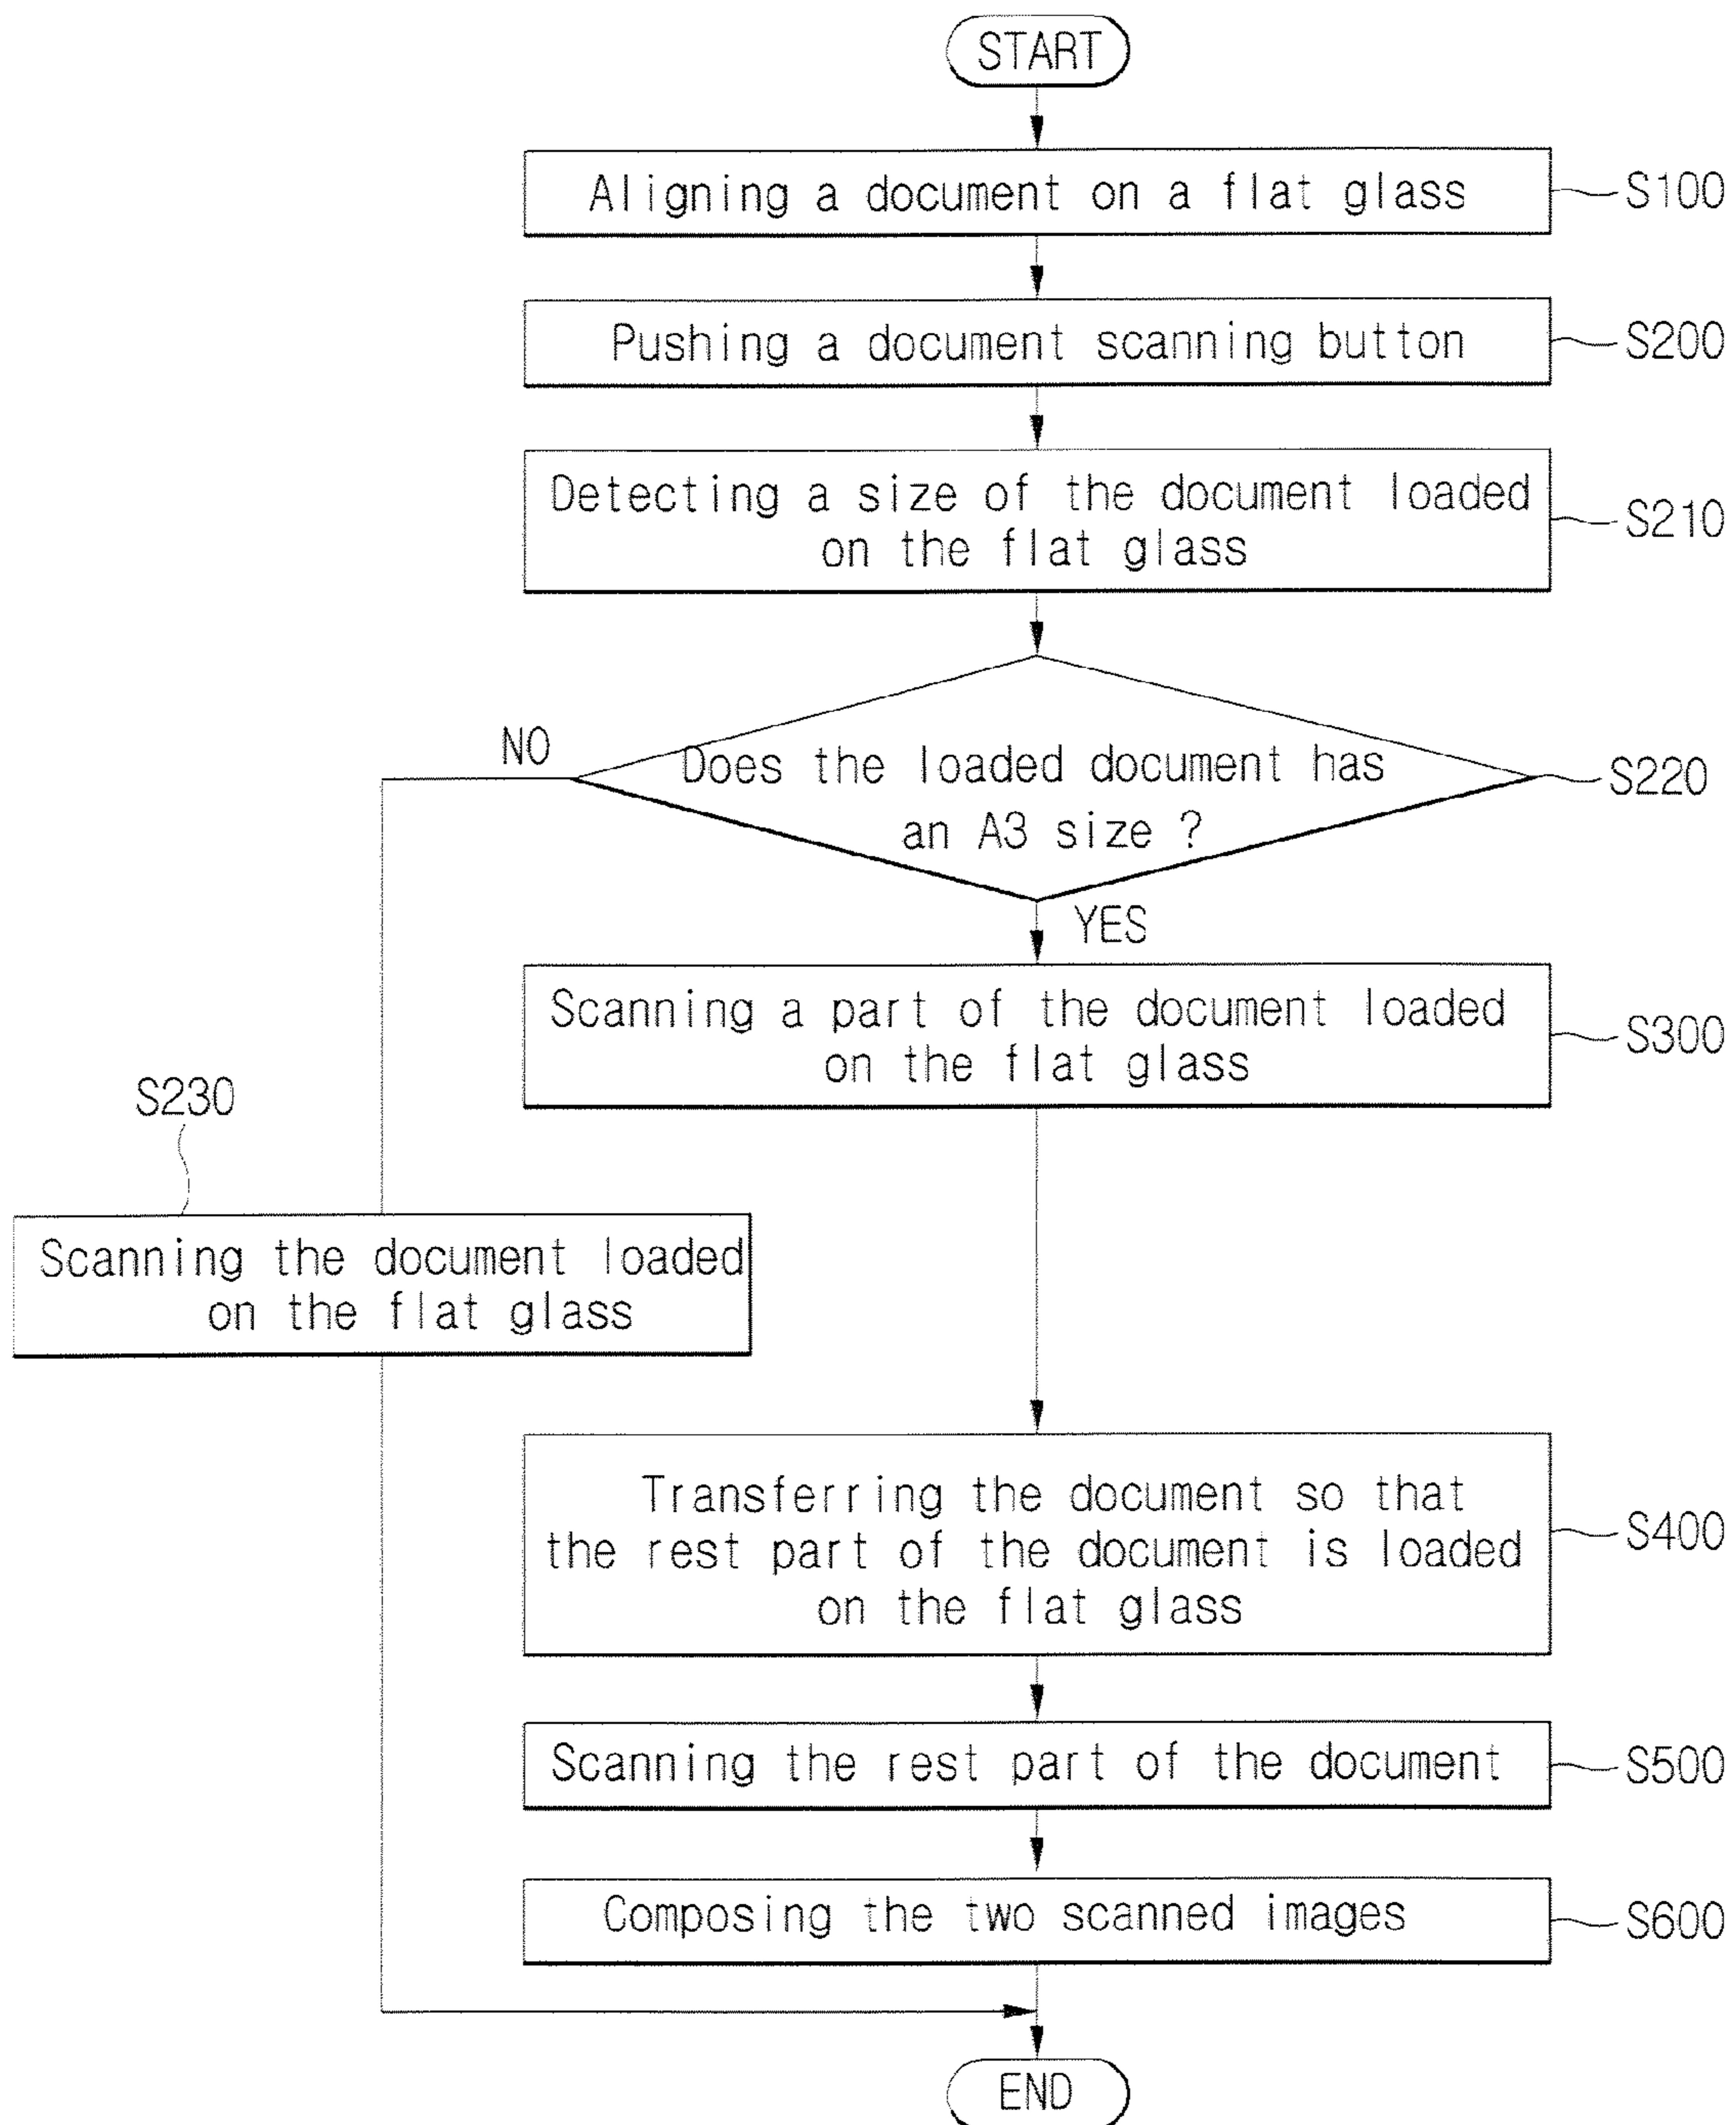 START
Aligning a document on a flat glass
S100
Pushing a document scanning button
S200
Detecting a size of the document loaded
on the flat glass
S210
NO
Does the loaded document has
an A3 size ?
S220
YES
Scanning a part of the document loaded
on the flat glass
S300
S230
Scanning the document loaded
on the flat glass
Transferring the document so that
the rest part of the document is loaded
on the flat glass
S400
Scanning the rest part of the document
S500
Composing the two scanned images
S600
END